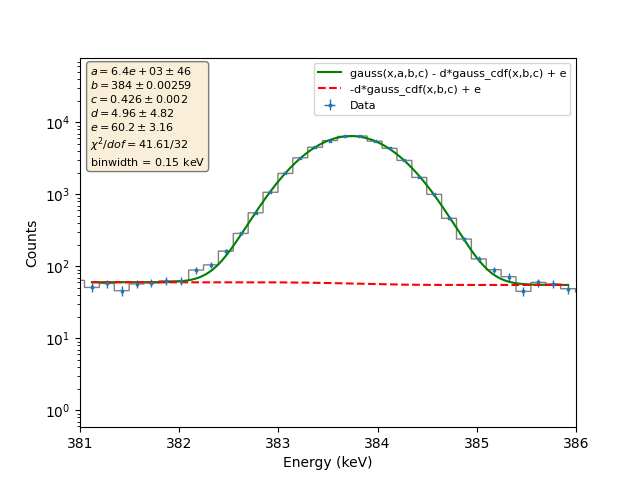 a = 6.4e + 03 ± 46
b = 384 ± 0.00259
c = 0.426 ± 0.002
d = 4.96 ± 4.82
e = 60.2 ± 3.16
χ²/dof = 41.61/32
binwidth = 0.15 keV
gauss(x,a,b,c) - d*gauss_cdf(x,b,c) + e
-d*gauss_cdf(x,b,c) + e
Data
Counts
10⁴
10³
10²
10¹
10⁰
381 382 383 384 385 386
Energy (keV)